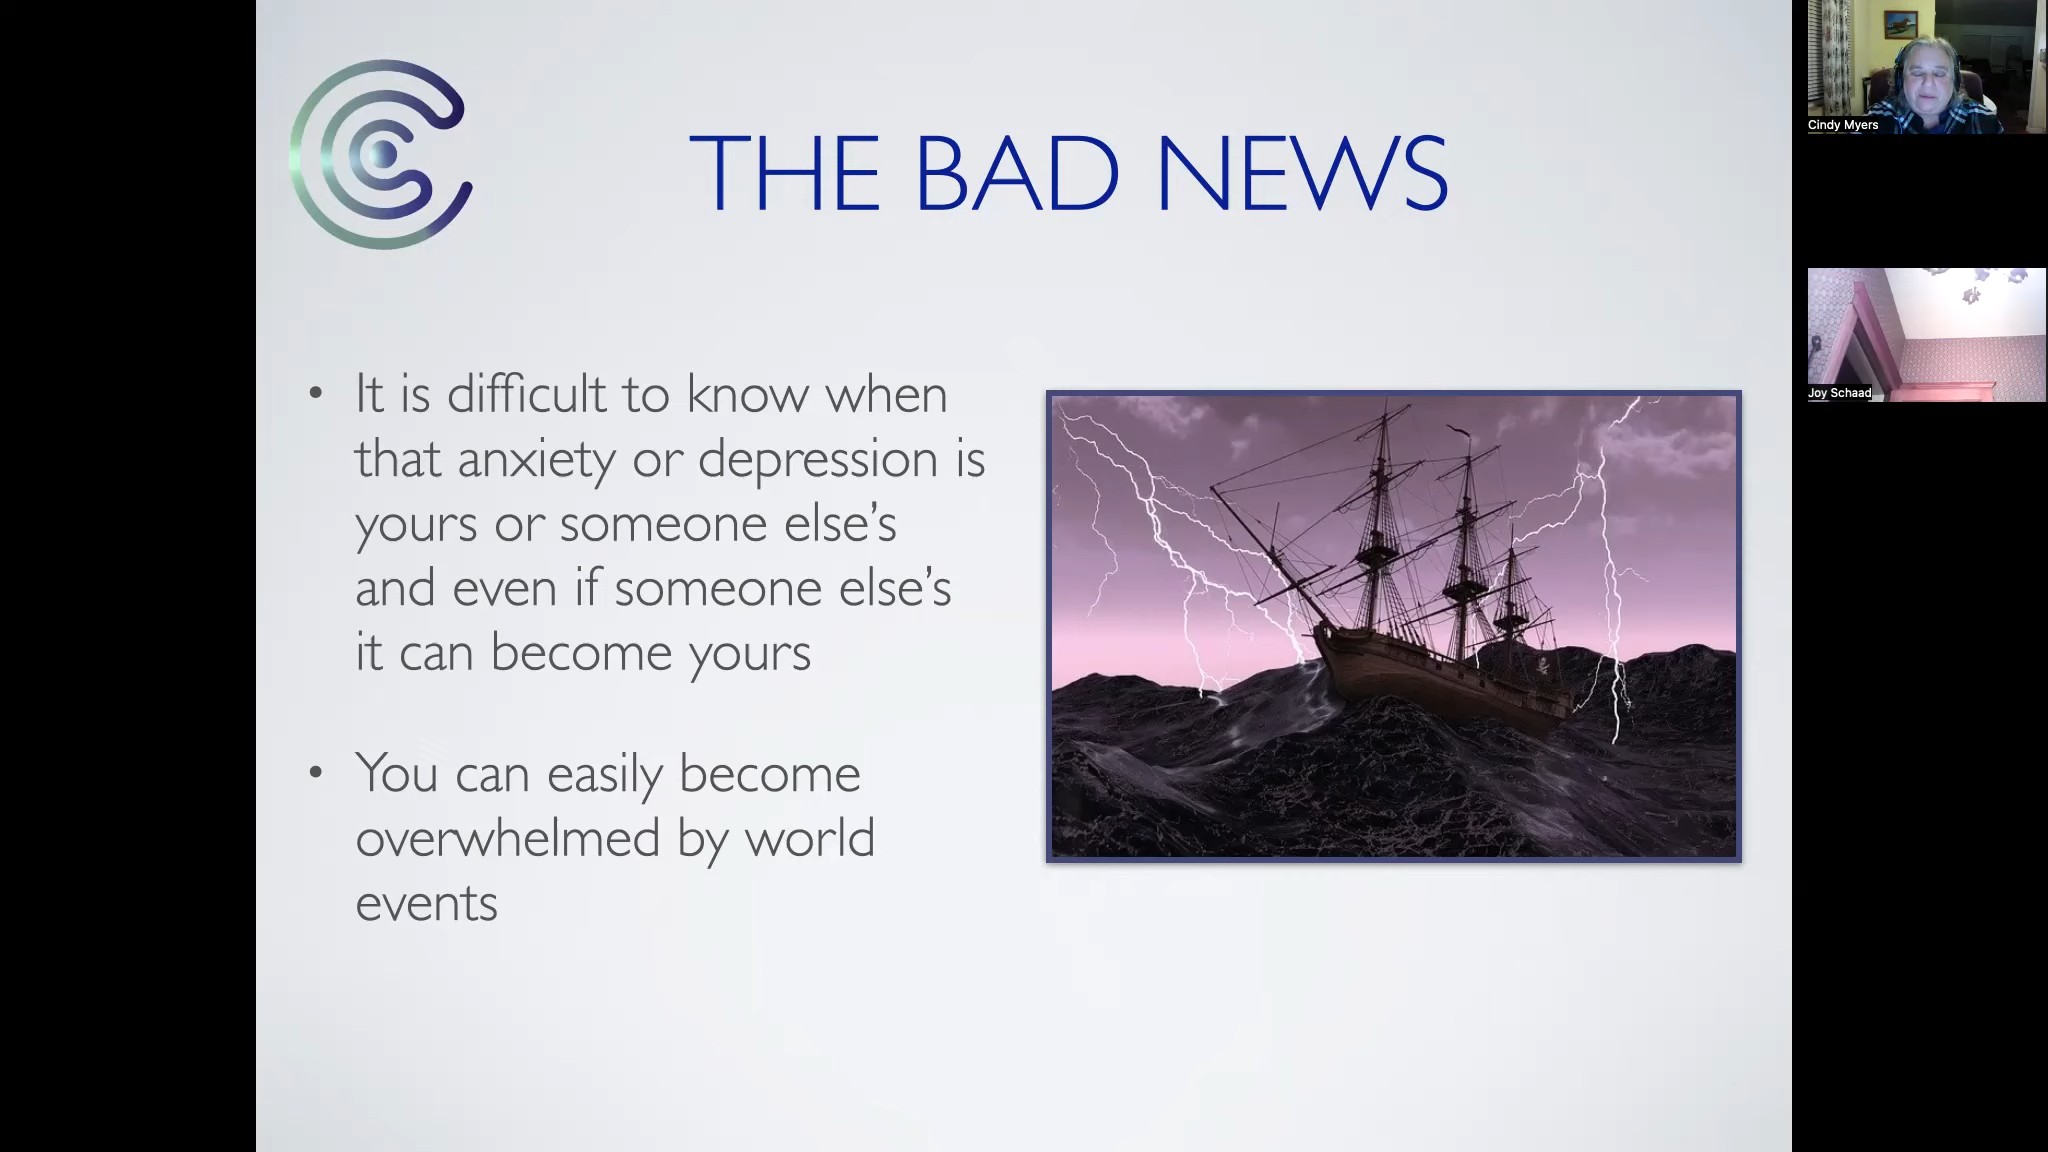 THE BAD NEWS
• It is difficult to know when
that anxiety or depression is
yours or someone else’s
and even if someone else’s
it can become yours
• You can easily become
overwhelmed by world
events
Cindy Myers
Joy Schaad